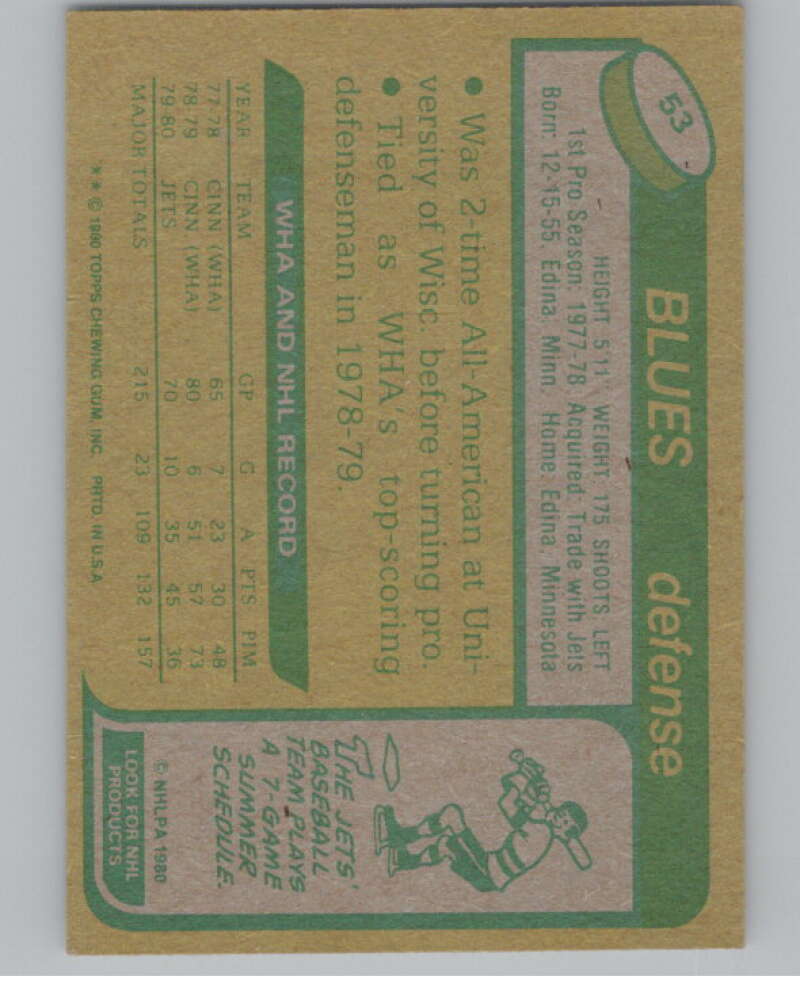 53
BLUES defense
HEIGHT 5'11" WEIGHT: 175 SHOOTS: LEFT
1st Pro Season: 1977-78 Acquired: Trade with Jets
Born: 12-15-55, Edina, Minn. Home: Edina, Minnesota
• Was 2-time All-American at Uni-
versity of Wisc. before turning pro.
• Tied as WHA's top-scoring
defenseman in 1978-79.
WHA AND NHL RECORD
YEAR TEAM GP G A PTS PIM
77-78 CINN (WHA) 65 7 23 30 48
78-79 CINN (WHA) 80 6 51 57 73
79-80 JETS 70 10 35 45 36
MAJOR TOTALS 215 23 109 132 157
** © 1980 TOPPS CHEWING GUM, INC. PRTD. IN U.S.A.
THE JETS'
BASEBALL
TEAM PLAYS
A 7-GAME
SUMMER
SCHEDULE.
© NHLPA 1980
LOOK FOR NHL
PRODUCTS